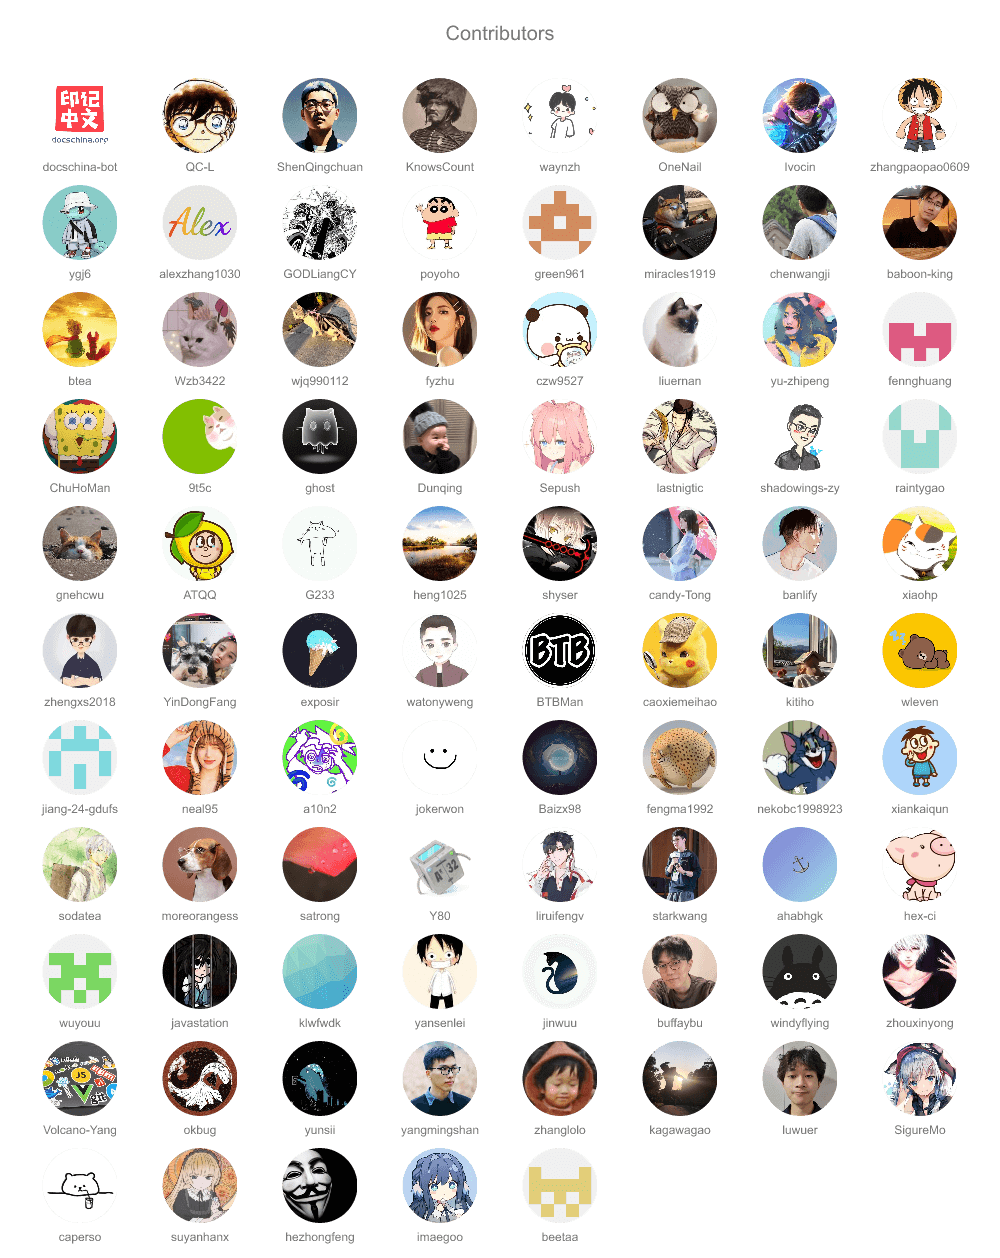 Contributors
印记
中文
docschina.org
docschina-bot
QC-L
ShenQingchuan
KnowsCount
waynzh
OneNail
Ivocin
zhangpaopao0609
Alex
ygj6
alexzhang1030
GODLiangCY
poyoho
green961
miracles1919
chenwangji
baboon-king
btea
Wzb3422
wjq990112
fyzhu
czw9527
liuernan
yu-zhipeng
fennghuang
ChuHoMan
9t5c
ghost
Dunqing
Sepush
lastnigtic
shadowings-zy
raintygao
gnehcwu
ATQQ
G233
heng1025
shyser
candy-Tong
banlify
xiaohp
BTB
zhengxs2018
YinDongFang
exposir
watonyweng
BTBMan
caoxiemeihao
kitiho
wleven
jiang-24-gdufs
neal95
a10n2
jokerwon
Baizx98
fengma1992
nekobc1998923
xiankaiqun
sodatea
moreorangess
satrong
Y80
liruifengv
starkwang
ahabhgk
hex-ci
wuyouu
javastation
klwfwdk
yansenlei
jinwuu
buffaybu
windyflying
zhouxinyong
JS
Volcano-Yang
okbug
yunsii
yangmingshan
zhanglolo
kagawagao
luwuer
SigureMo
caperso
suyanhanx
hezhongfeng
imaegoo
beetaa